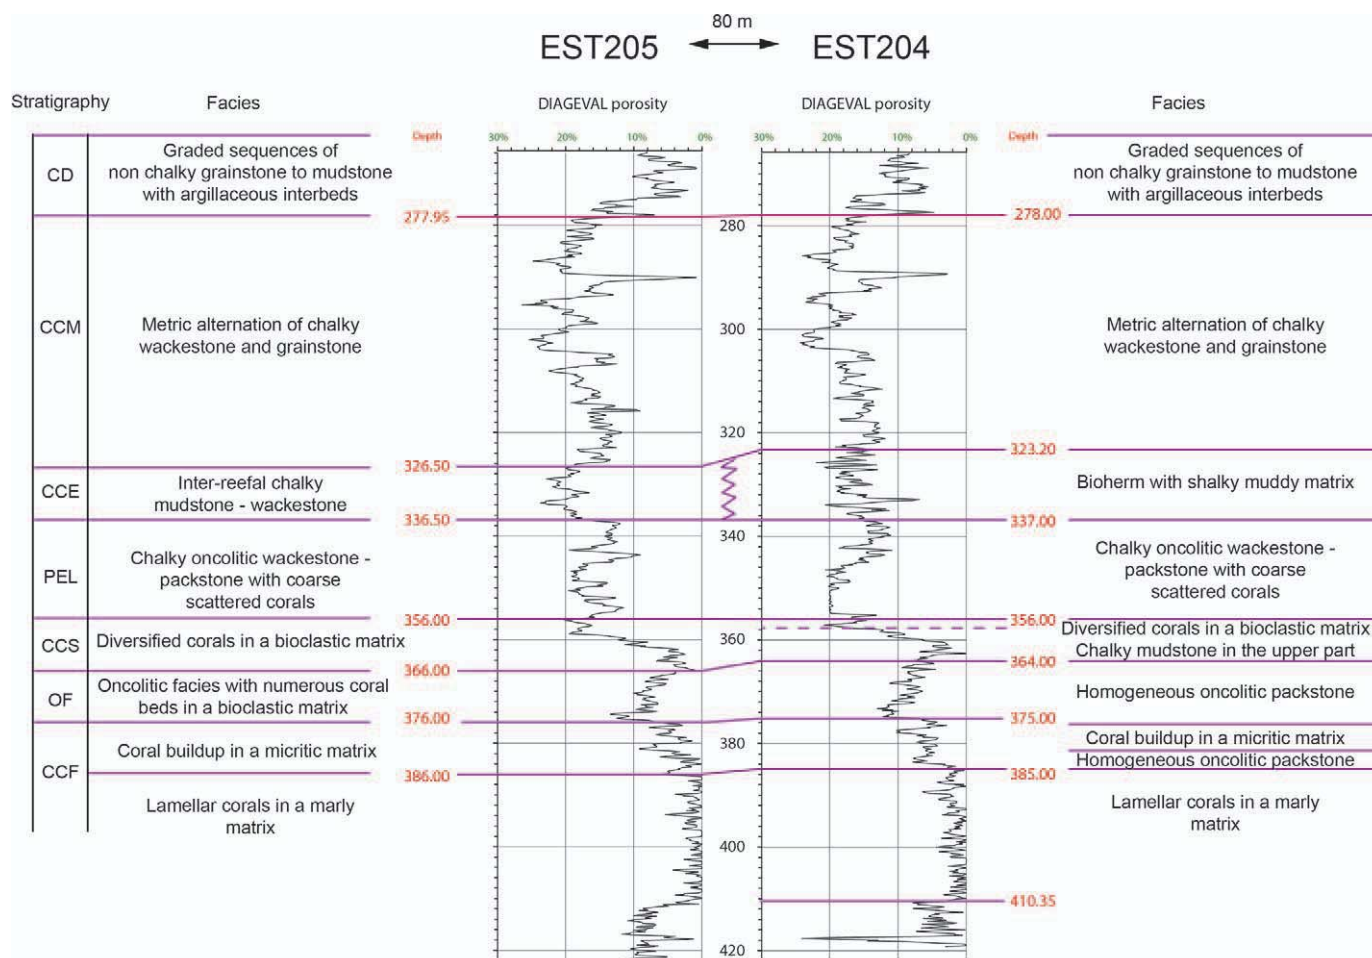 80 m
EST205
EST204
Stratigraphy
Facies
DIAGEVAL porosity
DIAGEVAL porosity
Facies
Depth
30%
20%
10%
0%
30%
20%
10%
0%
Depth
CD
Graded sequences of
non chalky grainstone to mudstone
with argillaceous interbeds
Graded sequences of
non chalky grainstone to mudstone
with argillaceous interbeds
277.95
278.00
280
CCM
Metric alternation of chalky
wackestone and grainstone
300
Metric alternation of chalky
wackestone and grainstone
320
326.50
323.20
CCE
Inter-reefal chalky
mudstone - wackestone
Bioherm with shalky muddy matrix
336.50
337.00
340
PEL
Chalky oncolitic wackestone -
packstone with coarse
scattered corals
Chalky oncolitic wackestone -
packstone with coarse
scattered corals
356.00
356.00
CCS
Diversified corals in a bioclastic matrix
360
Diversified corals in a bioclastic matrix
Chalky mudstone in the upper part
366.00
364.00
OF
Oncolitic facies with numerous coral
beds in a bioclastic matrix
Homogeneous oncolitic packstone
376.00
375.00
CCF
Coral buildup in a micritic matrix
380
Coral buildup in a micritic matrix
Homogeneous oncolitic packstone
386.00
385.00
Lamellar corals in a marly
matrix
Lamellar corals in a marly
matrix
400
410.35
420